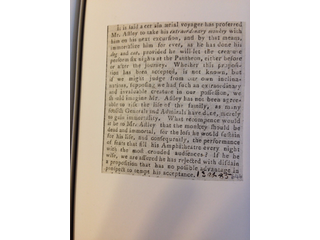 It is said a cer ain aerial voyager has proferred
Mr. Astley to take his extraordinary monkey with
him on his next excursion, and by that means,
immortalize him for ever, as he has done his
dog and cat, provided he will let the creature
perform six nights at the Pantheon, either before
or after the journey. Whether this proposi-
tion has been accepted, is not known, but
if we might judge from our own inclina-
tions, supposing we had such an extraordinary
and invaluable creature in our possession, we
should imagine Mr. Astley has not been agree-
able to risk the life of the family, as many
Generals and Admirals have done, merely
to gain immortality. What recompence would
it be to Mr. Astley that the monkey should be
dead and immortal, for the loss he would
for his life, and consequently, the performance
of feats that fill his Amphitheatre every night
with the most crowded audiences? If he be
wise, we are assured he has rejected with disdain
a proposition that has no possible advantage in
prospect to tempt his acceptance.